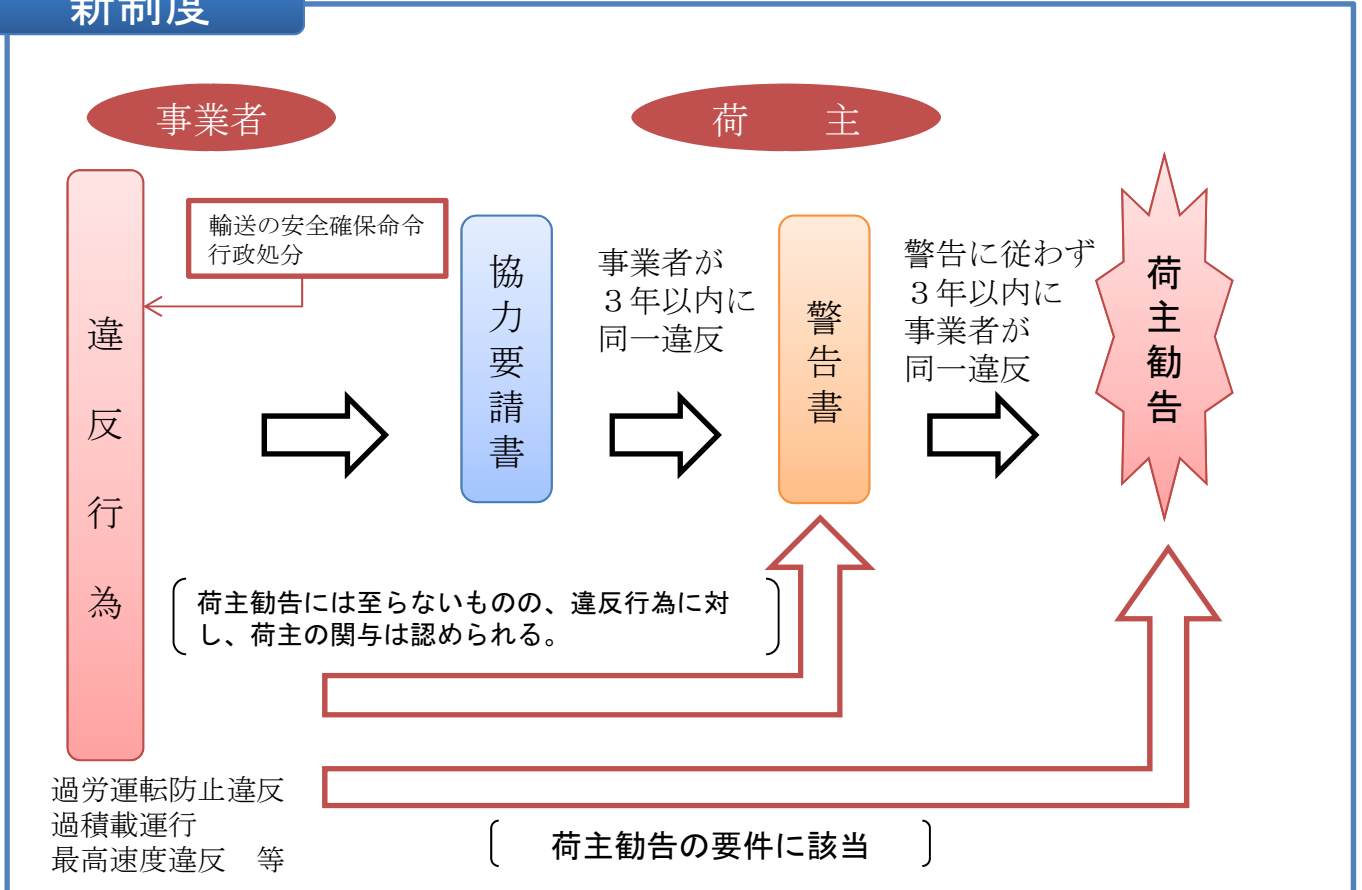 新制度
事業者
荷　主
輸送の安全確保命令
行政処分
違反行為
協力要請書
事業者が
３年以内に
同一違反
警告書
警告に従わず
３年以内に
事業者が
同一違反
荷主勧告
荷主勧告には至らないものの、違反行為に対
し、荷主の関与は認められる。
過労運転防止違反
過積載運行
最高速度違反　等
荷主勧告の要件に該当